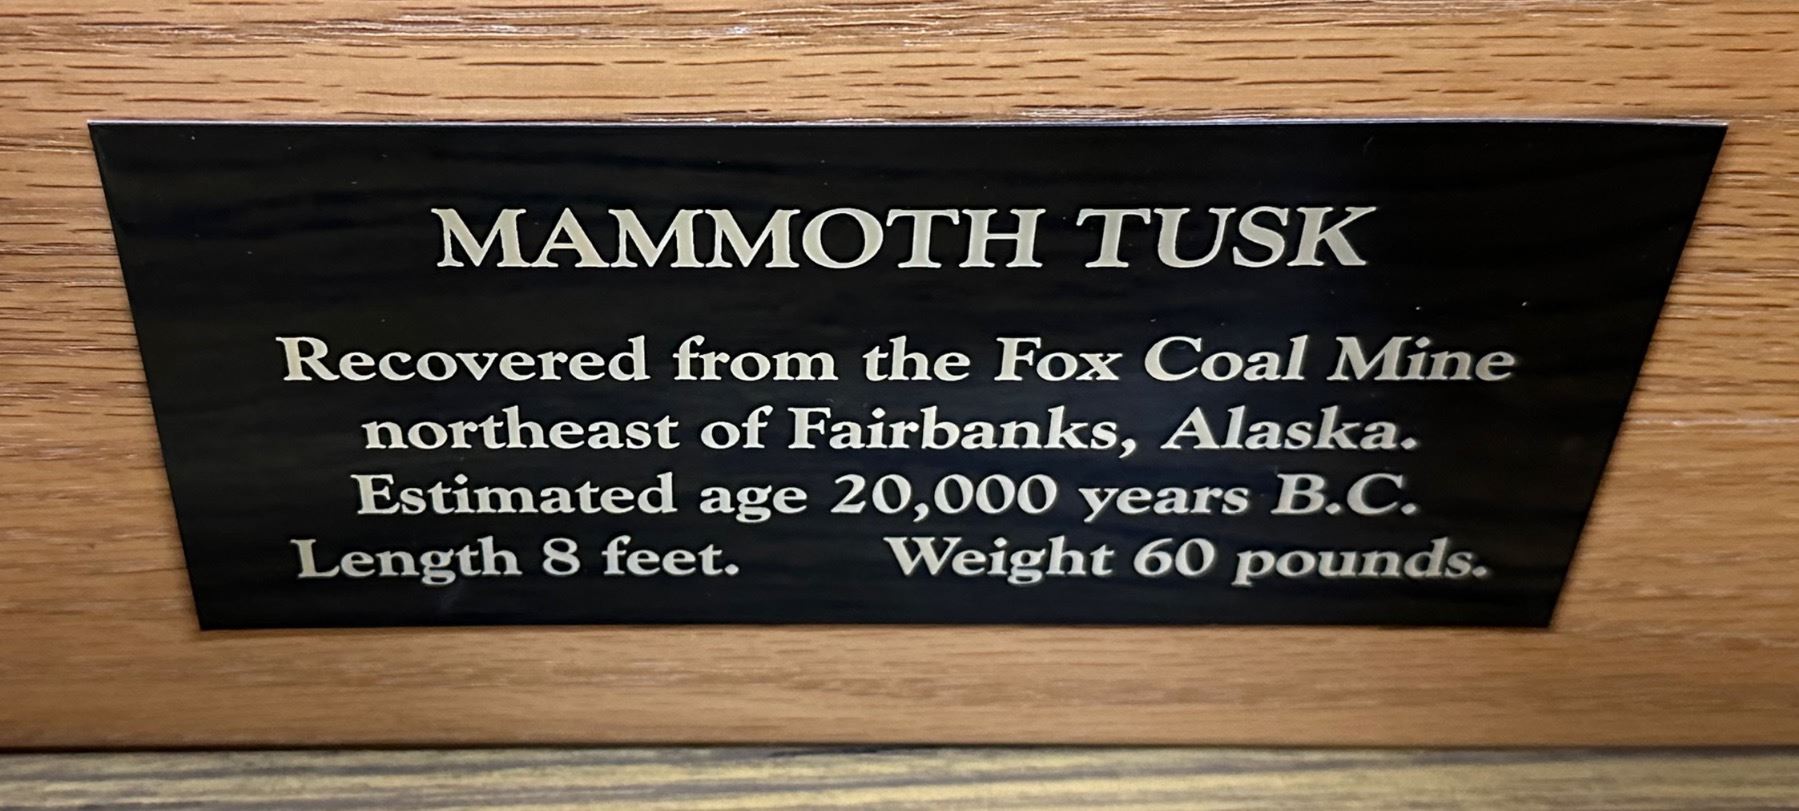 MAMMOTH TUSK
Recovered from the Fox Coal Mine
northeast of Fairbanks, Alaska.
Estimated age 20,000 years B.C.
Length 8 feet. Weight 60 pounds.